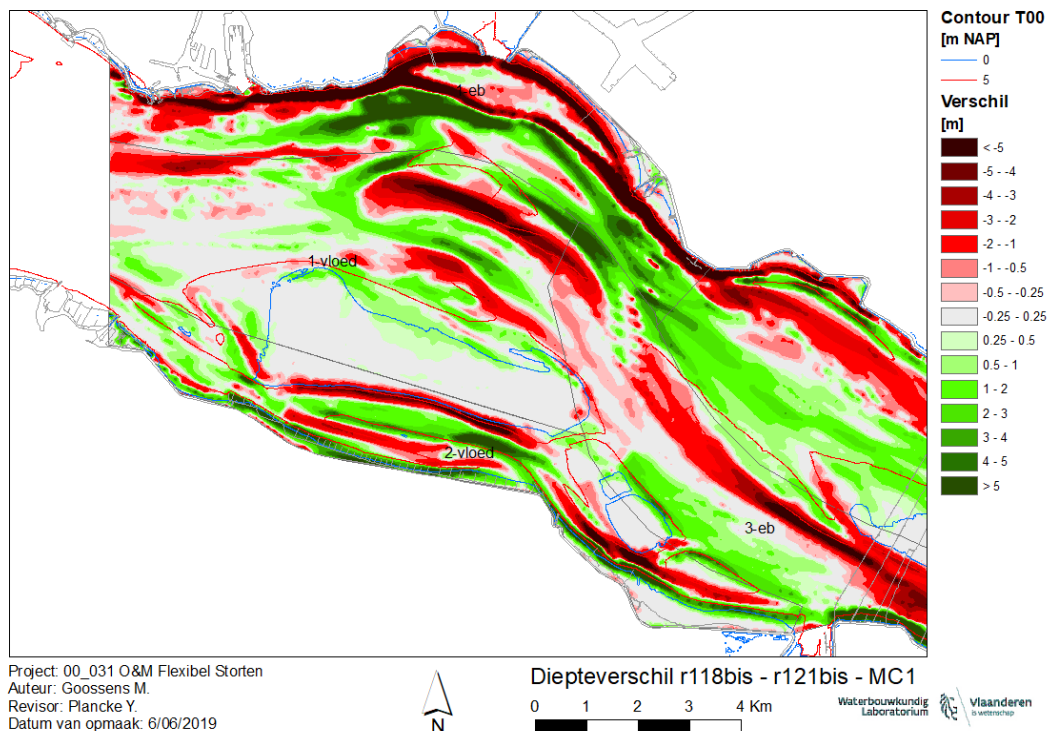 Contour T00
[m NAP]
0
5
Verschil
[m]
< -5
-5 - -4
-4 - -3
-3 - -2
-2 - -1
-1 - -0.5
-0.5 - -0.25
-0.25 - 0.25
0.25 - 0.5
0.5 - 1
1 - 2
2 - 3
3 - 4
4 - 5
> 5
1-eb
1-vloed
2-vloed
3-eb
Project: 00_031 O&M Flexibel Storten
Auteur: Goossens M.
Revisor: Plancke Y.
Datum van opmaak: 6/06/2019
N
Diepteverschil r118bis - r121bis - MC1
0 1 2 3 4 Km
Waterbouwkundig
Laboratorium
Vlaanderen
is wetenschap